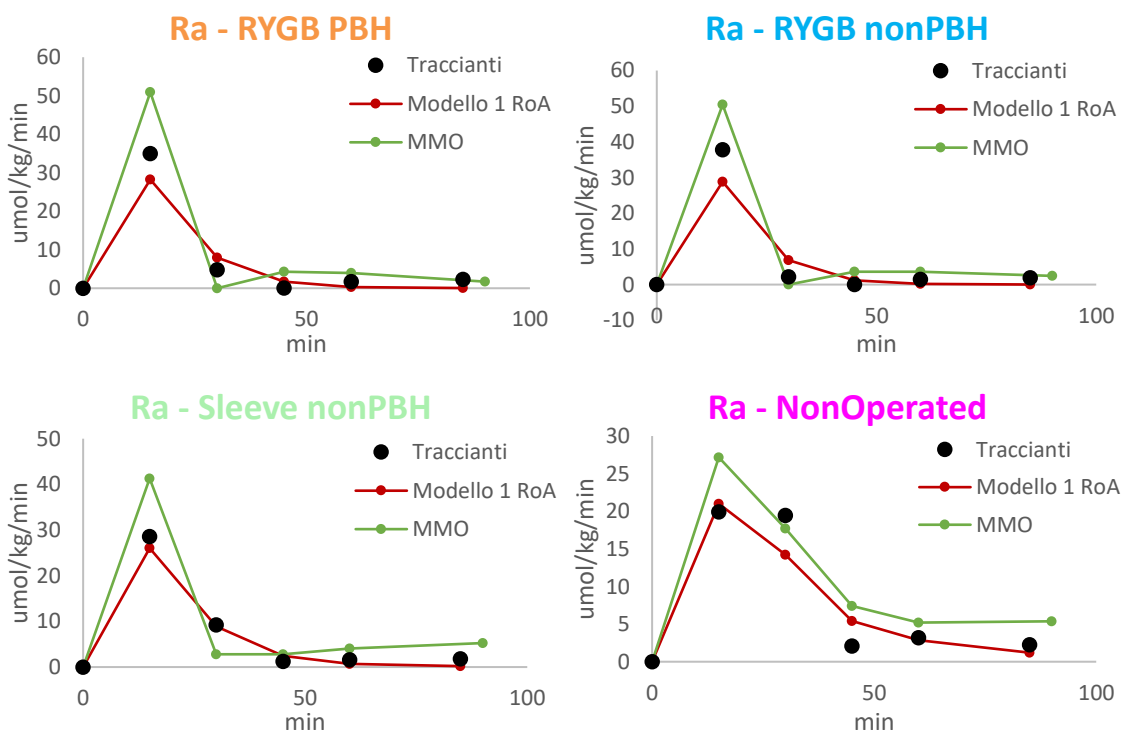 Ra - RYGB PBH
60
50
40
30
20
10
0
umol/kg/min
Traccianti
Modello 1 RoA
MMO
0
50
100
min
Ra - RYGB nonPBH
60
50
40
30
20
10
0
-10
umol/kg/min
Traccianti
Modello 1 RoA
MMO
0
50
100
min
Ra - Sleeve nonPBH
50
40
30
20
10
0
umol/kg/min
Traccianti
Modello 1 RoA
MMO
0
50
100
min
Ra - NonOperated
30
25
20
15
10
5
0
umol/kg/min
Traccianti
Modello 1 RoA
MMO
0
50
100
min